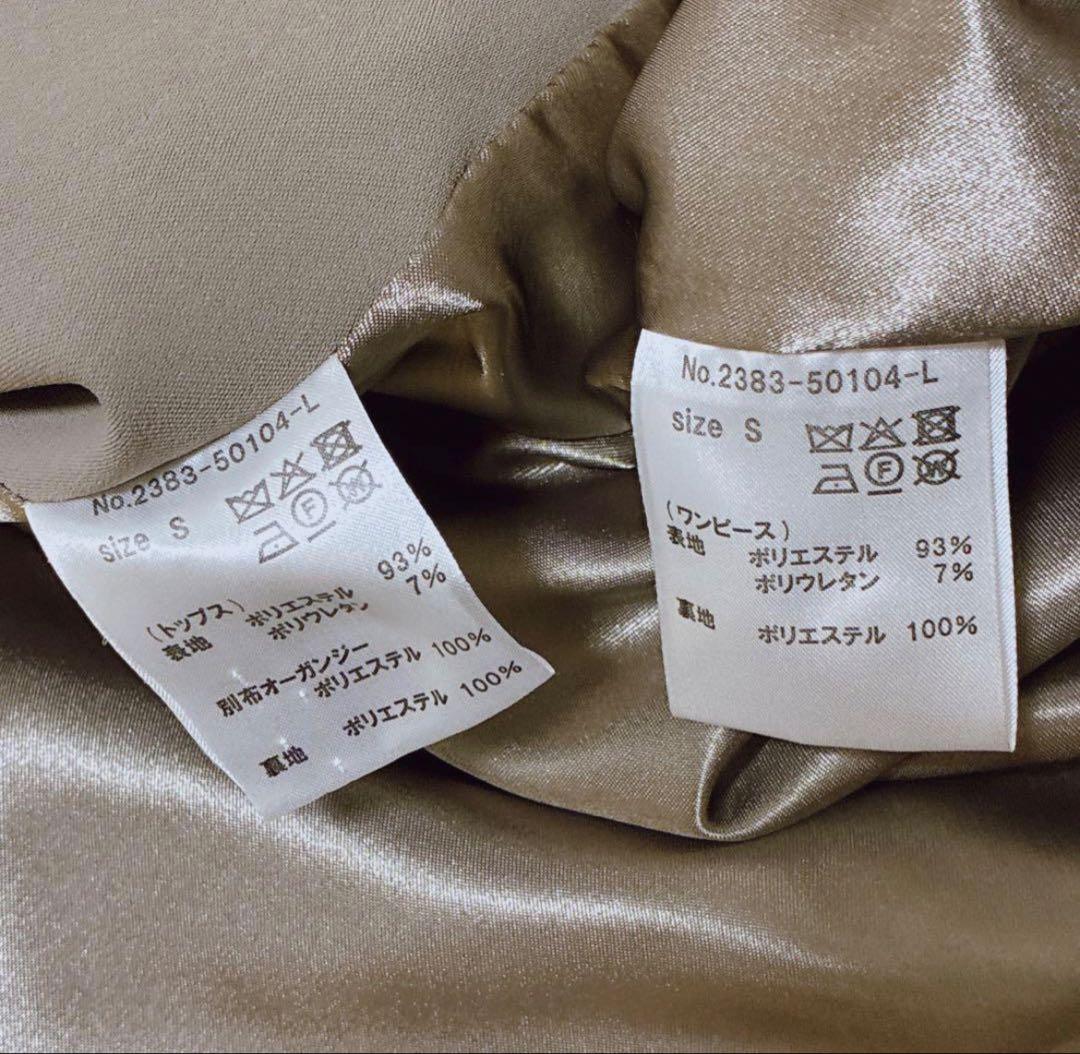 No.2383-50104-L
size S
F
W
(トップス)
表地 ポリエステル 93%
ポリウレタン 7%
別布オーガンジー
ポリエステル 100%
裏地 ポリエステル 100%
No.2383-50104-L
size S
F
W
(ワンピース)
表地 ポリエステル 93%
ポリウレタン 7%
裏地 ポリエステル 100%